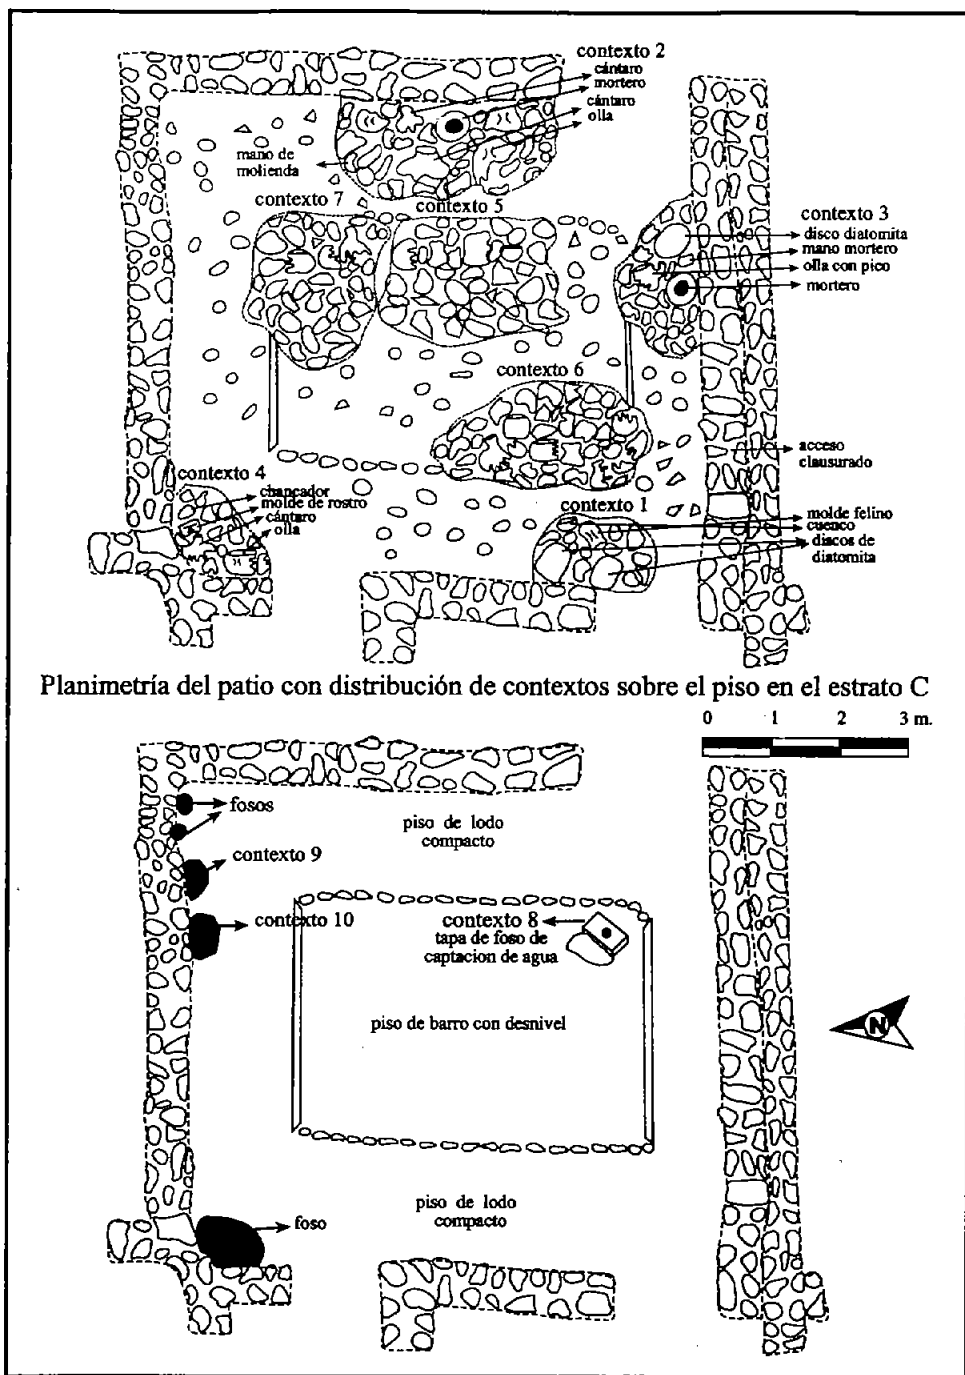 contexto 2
cántaro
mortero
cántaro
olla
mano de
molienda
contexto 7
contexto 5
contexto 3
disco diatomita
mano mortero
olla con pico
mortero
contexto 6
acceso
clausurado
contexto 4
chancador
molde de rostro
cántaro
olla
contexto 1
molde felino
cuenco
discos de
diatomita
Planimetría del patio con distribución de contextos sobre el piso en el estrato C
0 1 2 3 m.
fosos
piso de lodo
compacto
contexto 9
contexto 10
contexto 8
tapa de foso de
captacion de agua
piso de barro con desnivel
N
piso de lodo
compacto
foso